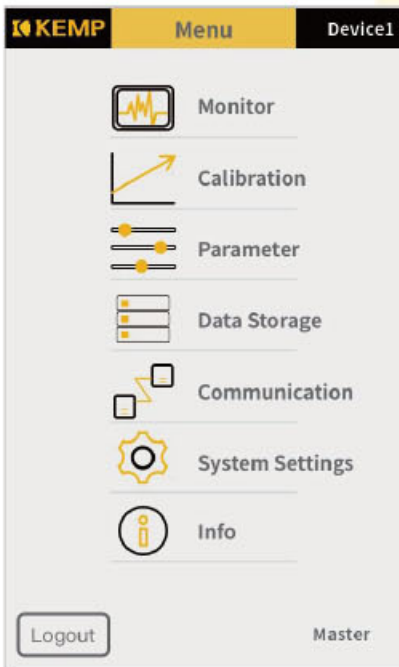 KEMP Menu Device1
Monitor
Calibration
Parameter
Data Storage
Communication
System Settings
Info
Logout Master